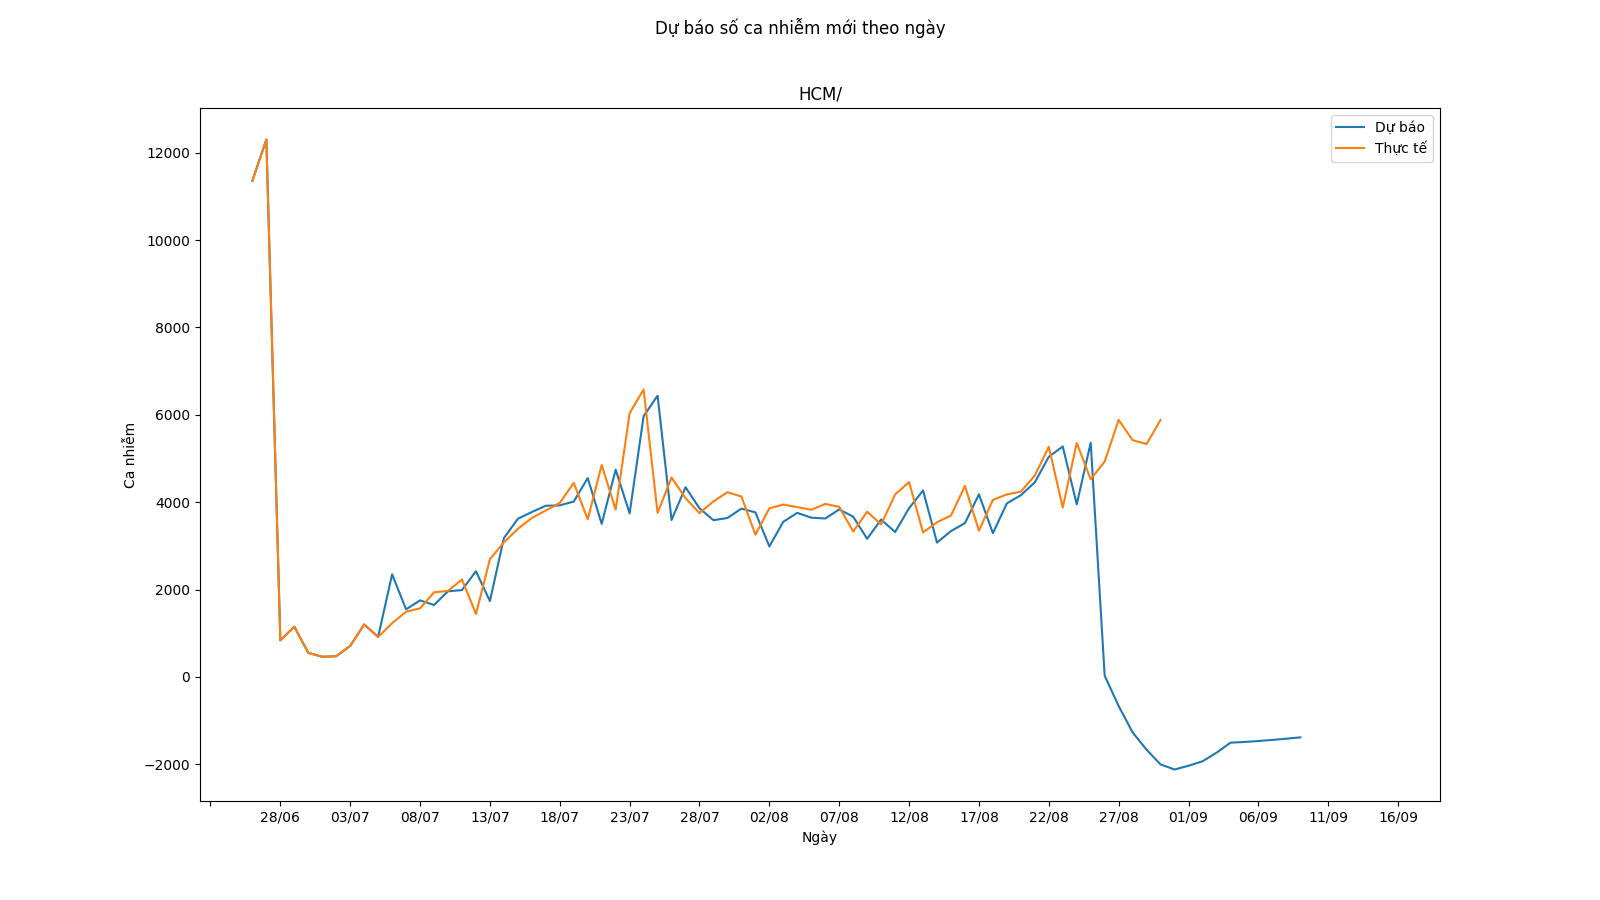 Dự báo số ca nhiễm mới theo ngày
HCM/
Dự báo
Thực tế
12000
10000
8000
6000
4000
2000
0
−2000
Ca nhiễm
28/06 03/07 08/07 13/07 18/07 23/07 28/07 02/08 07/08 12/08 17/08 22/08 27/08 01/09 06/09 11/09 16/09
Ngày